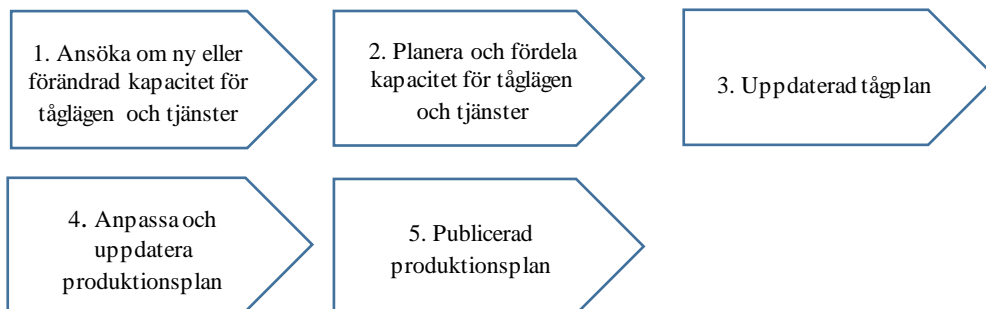 1. Ansöka om ny eller
förändrad kapacitet för
tåglägen och tjänster
2. Planera och fördela
kapacitet för tåglägen
och tjänster
3. Uppdaterad tågplan
4. Anpassa och
uppdatera
produktionsplan
5. Publicerad
produktionsplan